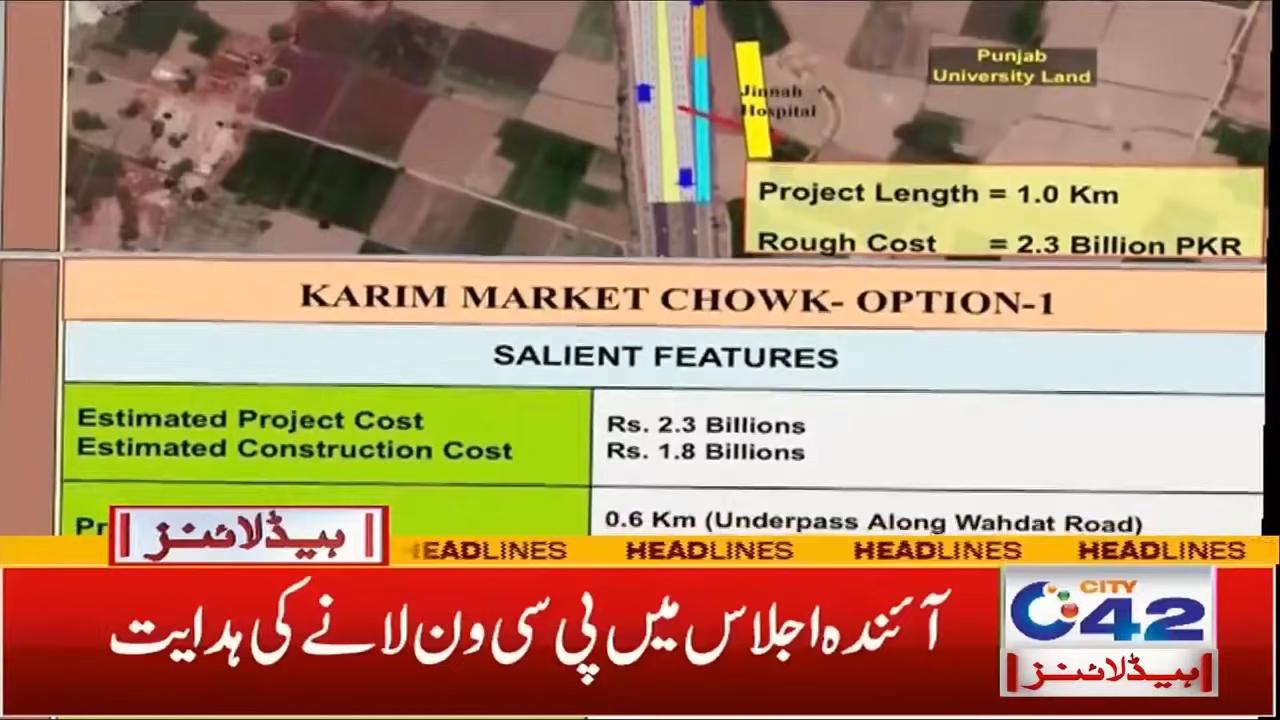 Punjab
University Land
Jinnah
Hospital
Project Length = 1.0 Km
Rough Cost = 2.3 Billion PKR
KARIM MARKET CHOWK- OPTION-1
SALIENT FEATURES
Estimated Project Cost Rs. 2.3 Billions
Estimated Construction Cost Rs. 1.8 Billions
0.6 Km (Underpass Along Wahdat Road)
ہیڈلائنز
HEADLINES HEADLINES HEADLINES
آئندہ اجلاس میں پی سی ون لانے کی ہدایت
CITY
42
ہیڈلائنز